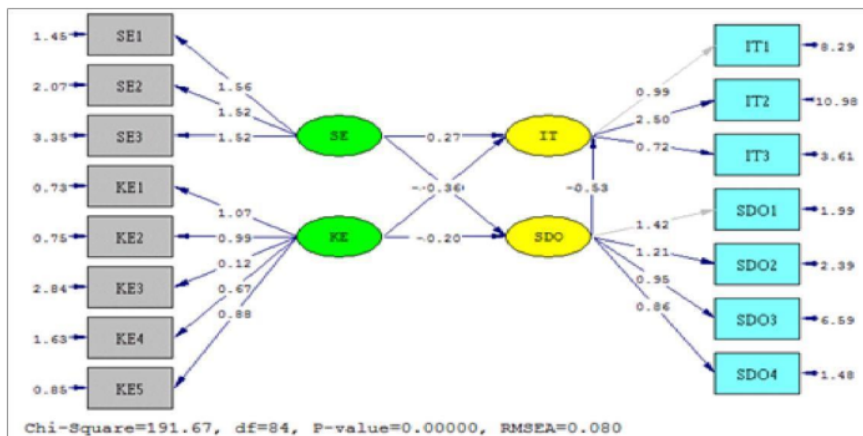 1.45 SE1
2.07 SE2
3.35 SE3
0.73 KE1
0.75 KE2
2.84 KE3
1.63 KE4
0.85 KE5
1.56
1.52
1.52
1.07
0.99
0.12
0.67
0.88
SE
KE
0.27
-0.36
-0.20
IT
SDO
-0.53
0.99
2.50
0.72
1.42
1.21
0.95
0.86
IT1 8.29
IT2 10.98
IT3 3.61
SDO1 1.99
SDO2 2.39
SDO3 6.59
SDO4 1.48
Chi-Square=191.67, df=84, P-value=0.00000, RMSEA=0.080